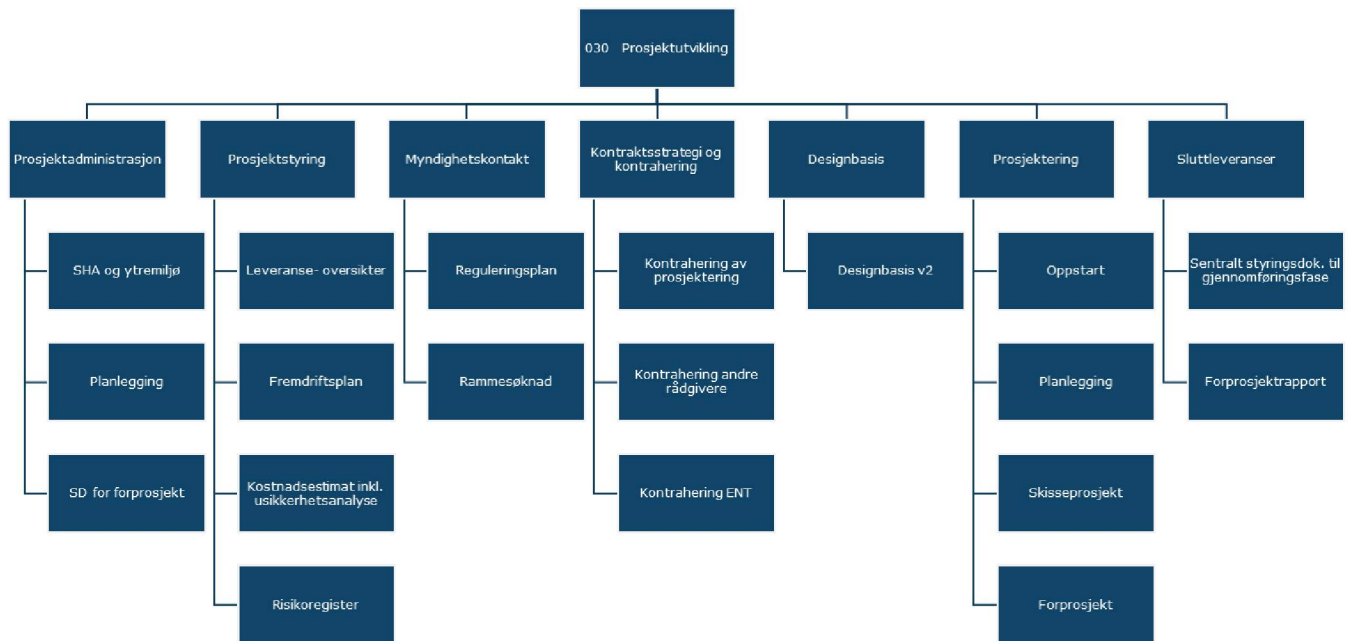 030 Prosjektutvikling
Prosjektadministrasjon
Prosjektstyring
Myndighetskontakt
Kontraktsstrategi og
kontrahering
Designbasis
Prosjektering
Sluttleveranser
SHA og ytremiljø
Leveranse- oversikter
Reguleringsplan
Kontrahering av
prosjektering
Designbasis v2
Oppstart
Sentralt styringsdok. til
gjennomføringsfase
Planlegging
Fremdriftsplan
Rammesøknad
Kontrahering andre
rådgivere
Planlegging
Forprosjektrapport
SD for forprosjekt
Kostnadsestimat inkl.
usikkerhetsanalyse
Kontrahering ENT
Skisseprosjekt
Risikoregister
Forprosjekt